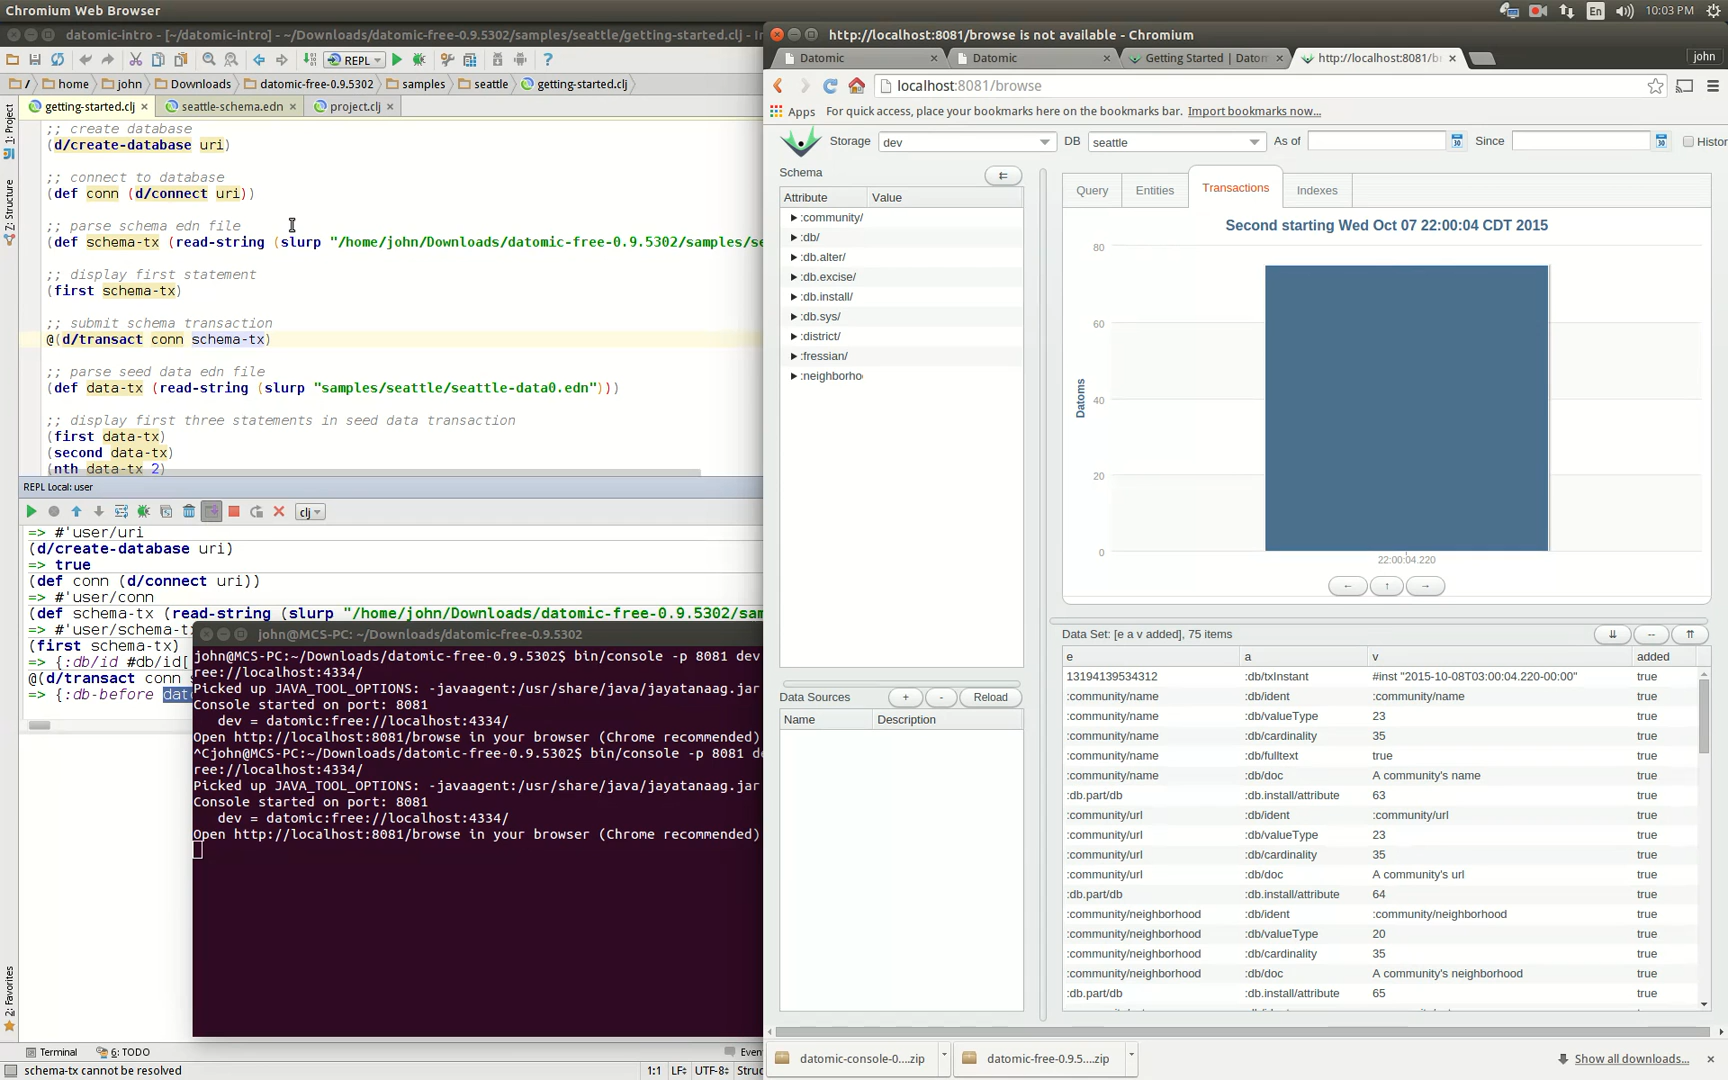 Chromium Web Browser
En
10:03 PM
datomic-intro - [~/datomic-intro] - ~/Downloads/datomic-free-0.9.5302/samples/seattle/getting-started.clj - Int
REPL
/ home john Downloads datomic-free-0.9.5302 samples seattle getting-started.clj
getting-started.clj seattle-schema.edn project.clj
1: Project
Z: Structure
2: Favorites
;; create database
(d/create-database uri)
;; connect to database
(def conn (d/connect uri))
;; parse schema edn file
(def schema-tx (read-string (slurp "/home/john/Downloads/datomic-free-0.9.5302/samples/se
;; display first statement
(first schema-tx)
;; submit schema transaction
@(d/transact conn schema-tx)
;; parse seed data edn file
(def data-tx (read-string (slurp "samples/seattle/seattle-data0.edn")))
;; display first three statements in seed data transaction
(first data-tx)
(second data-tx)
(nth data-tx 2)
REPL Local: user
clj
=> #'user/uri
(d/create-database uri)
=> true
(def conn (d/connect uri))
=> #'user/conn
(def schema-tx (read-string (slurp "/home/john/Downloads/datomic-free-0.9.5302/sam
=> #'user/schema-t
(first schema-tx)
=> {:db/id #db/id[
@(d/transact conn s
=> {:db-before dat
john@MCS-PC: ~/Downloads/datomic-free-0.9.5302
john@MCS-PC:~/Downloads/datomic-free-0.9.5302$ bin/console -p 8081 dev
ree://localhost:4334/
Picked up JAVA_TOOL_OPTIONS: -javaagent:/usr/share/java/jayatanaag.jar
Console started on port: 8081
dev = datomic:free://localhost:4334/
Open http://localhost:8081/browse in your browser (Chrome recommended)
^Cjohn@MCS-PC:~/Downloads/datomic-free-0.9.5302$ bin/console -p 8081 de
ree://localhost:4334/
Picked up JAVA_TOOL_OPTIONS: -javaagent:/usr/share/java/jayatanaag.jar
Console started on port: 8081
dev = datomic:free://localhost:4334/
Open http://localhost:8081/browse in your browser (Chrome recommended)
Terminal 6: TODO
Even
schema-tx cannot be resolved
1:1 LF UTF-8 Struc
http://localhost:8081/browse is not available - Chromium
Datomic Datomic Getting Started | Datom http://localhost:8081/b
john
localhost:8081/browse
Apps For quick access, place your bookmarks here on the bookmarks bar. Import bookmarks now...
Storage dev DB seattle As of Since Histor
Schema
Attribute Value
:community/
:db/
:db.alter/
:db.excise/
:db.install/
:db.sys/
:district/
:fressian/
:neighborho
Data Sources + - Reload
Name Description
Query Entities Transactions Indexes
Second starting Wed Oct 07 22:00:04 CDT 2015
80
60
40
20
0
Datoms
22:00:04.220
← ↑ →
Data Set: [e a v added], 75 items
e a v added
13194139534312 :db/txInstant #inst "2015-10-08T03:00:04.220-00:00" true
:community/name :db/ident :community/name true
:community/name :db/valueType 23 true
:community/name :db/cardinality 35 true
:community/name :db/fulltext true true
:community/name :db/doc A community's name true
:db.part/db :db.install/attribute 63 true
:community/url :db/ident :community/url true
:community/url :db/valueType 23 true
:community/url :db/cardinality 35 true
:community/url :db/doc A community's url true
:db.part/db :db.install/attribute 64 true
:community/neighborhood :db/ident :community/neighborhood true
:community/neighborhood :db/valueType 20 true
:community/neighborhood :db/cardinality 35 true
:community/neighborhood :db/doc A community's neighborhood true
:db.part/db :db.install/attribute 65 true
datomic-console-0....zip datomic-free-0.9.5....zip Show all downloads...